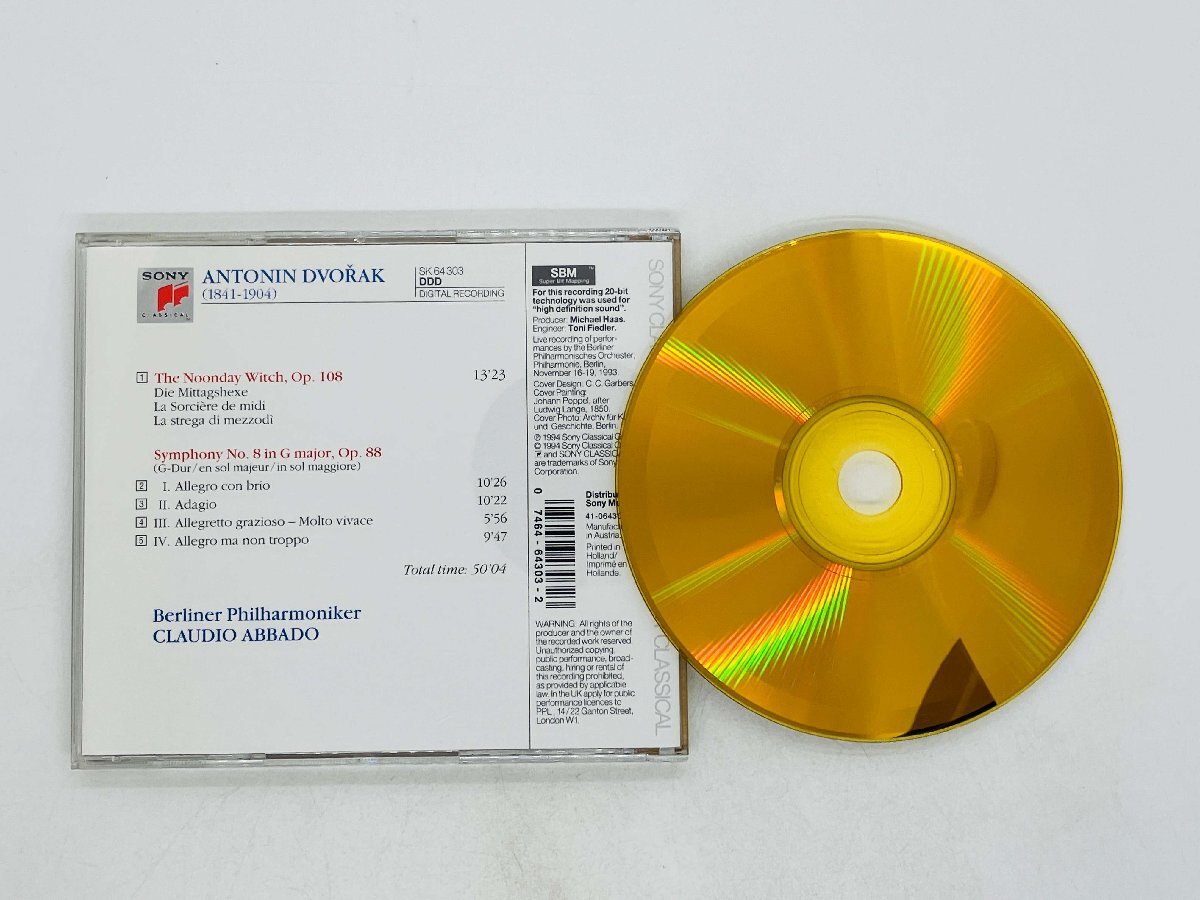 SONY
CLASSICAL
ANTONIN DVOŘAK
(1841-1904)
SK 64 303
DDD
DIGITAL RECORDING
1 The Noonday Witch, Op. 108 13'23
Die Mittagshexe
La Sorcière de midi
La strega di mezzodì
Symphony No. 8 in G major, Op. 88
(G-Dur/en sol majeur/in sol maggiore)
2 I. Allegro con brio 10'26
3 II. Adagio 10'22
4 III. Allegretto grazioso – Molto vivace 5'56
5 IV. Allegro ma non troppo 9'47
Total time: 50'04
Berliner Philharmoniker
CLAUDIO ABBADO
SBM™
Super Bit Mapping
For this recording 20-bit
technology was used for
"high definition sound".
Producer: Michael Haas.
Engineer: Toni Fiedler.
Live recording of perfor-
mances by the Berliner
Philharmonisches Orchester,
Philharmonic, Berlin,
November 16-19, 1993.
Cover Design: C. C. Garbers
Cover Painting:
Johann Poppel, after
Ludwig Lange, 1850.
Cover Photo: Archiv für
und Geschichte, Berlin.
℗ 1994 Sony Classical
© 1994 Sony Classical
and SONY
are trademarks of Sony
Corporation.
0 7464-64303-2
Sony
in Austria
Printed in
Holland/
Imprimé en
Hollande.
WARNING: All rights of the
producer and the owner of
the recorded work reserved.
Unauthorized copying,
public performance, broad-
casting, hiring or rental of
this recording prohibited,
as provided by applicable
law. In the UK apply for public
performance licences to
PPL, 14/22 Ganton Street,
London W1.
SONY
CLASSICAL